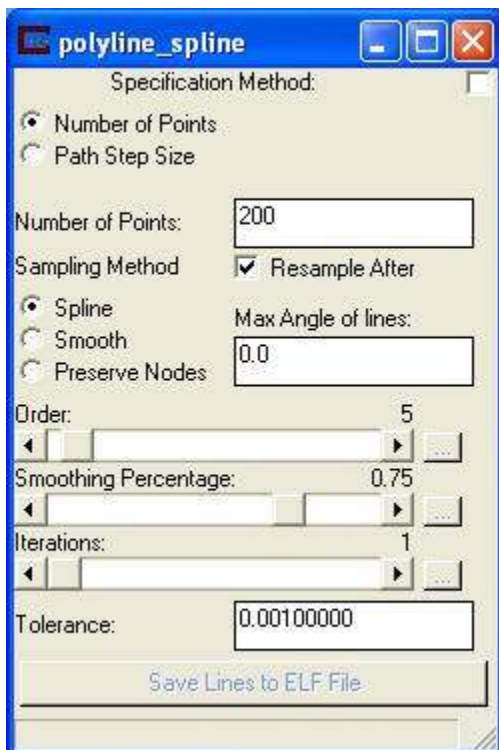 polyline_spline
Specification Method:
Number of Points
Path Step Size
Number of Points:
200
Sampling Method
Resample After
Spline
Smooth
Preserve Nodes
Max Angle of lines:
0.0
Order:
5
...
Smoothing Percentage:
0.75
...
Iterations:
1
...
Tolerance:
0.00100000
Save Lines to ELF File